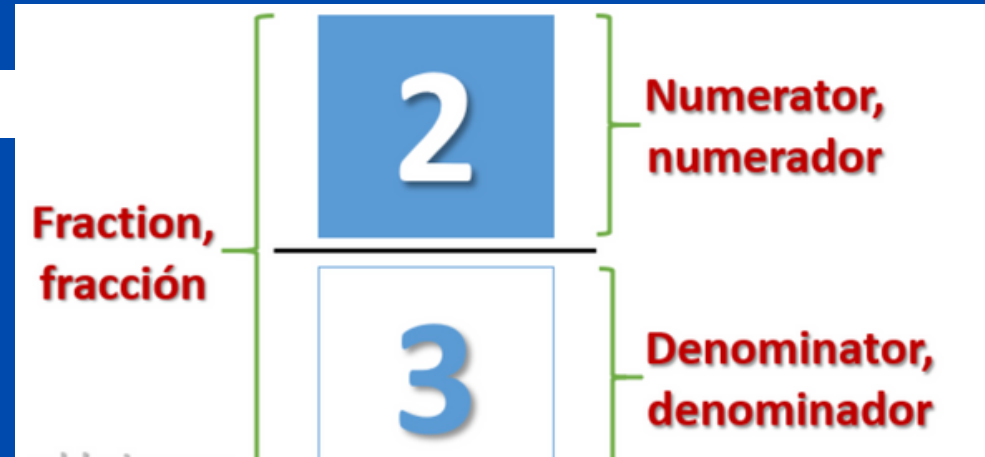 2
Numerator,
numerador
Fraction,
fracción
3
Denominator,
denominador